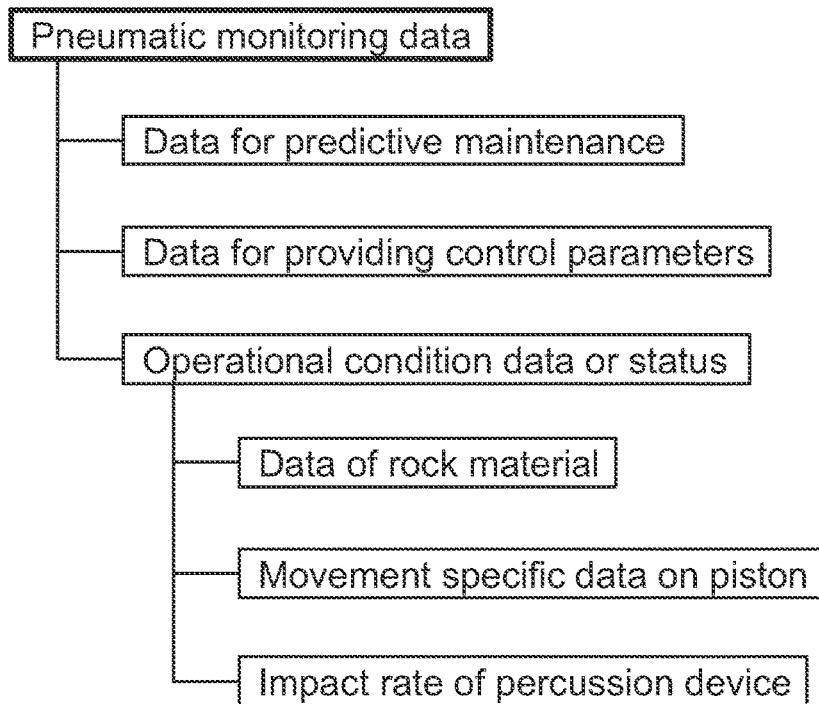 Pneumatic monitoring data
Data for predictive maintenance
Data for providing control parameters
Operational condition data or status
Data of rock material
Movement specific data on piston
Impact rate of percussion device